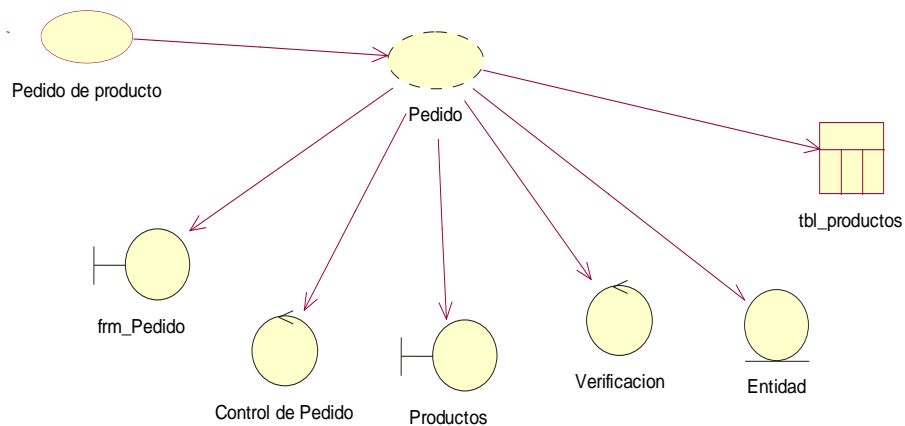 Pedido de producto
Pedido
tbl_productos
frm_Pedido
Control de Pedido
Productos
Verificacion
Entidad